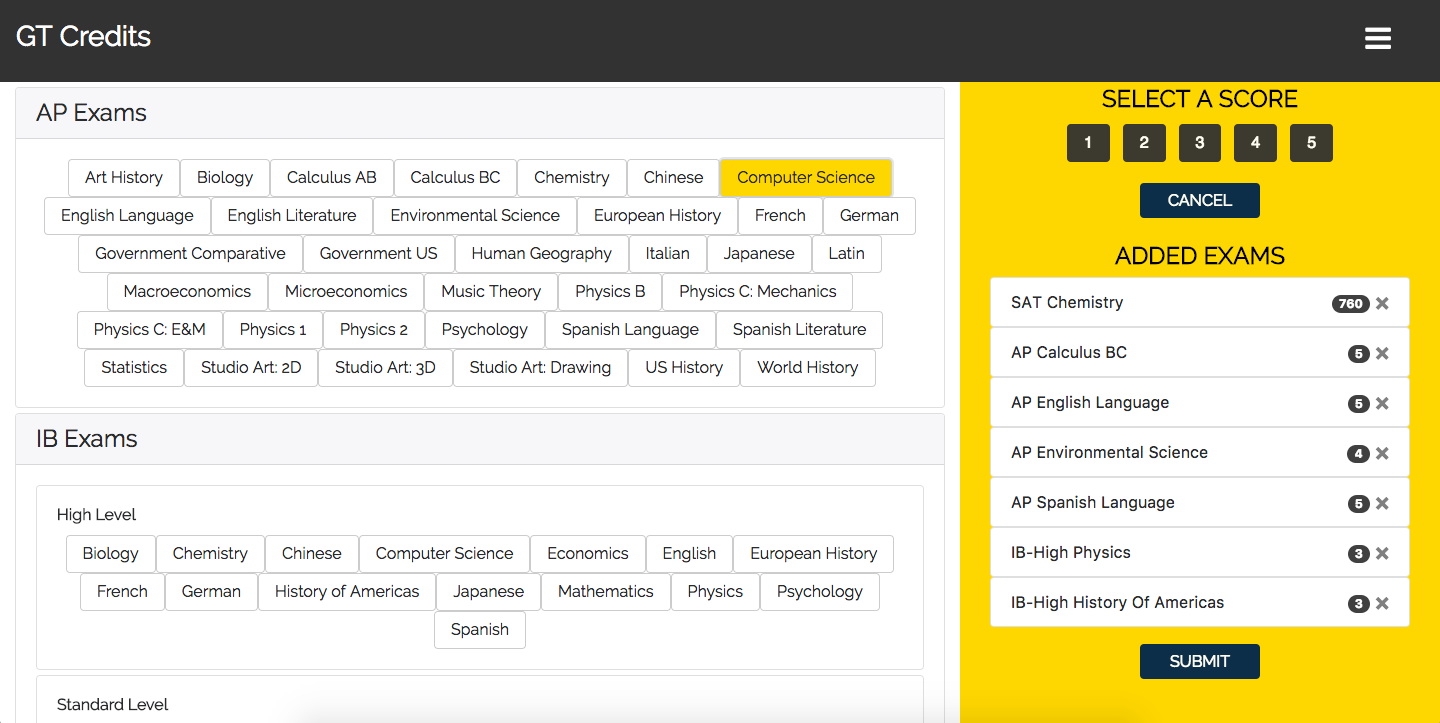 GT Credits
AP Exams
Art History Biology Calculus AB Calculus BC Chemistry Chinese Computer Science
English Language English Literature Environmental Science European History French German
Government Comparative Government US Human Geography Italian Japanese Latin
Macroeconomics Microeconomics Music Theory Physics B Physics C: Mechanics
Physics C: E&M Physics 1 Physics 2 Psychology Spanish Language Spanish Literature
Statistics Studio Art: 2D Studio Art: 3D Studio Art: Drawing US History World History
IB Exams
High Level
Biology Chemistry Chinese Computer Science Economics English European History
French German History of Americas Japanese Mathematics Physics Psychology
Spanish
Standard Level
SELECT A SCORE
1 2 3 4 5
CANCEL
ADDED EXAMS
SAT Chemistry 760
AP Calculus BC 5
AP English Language 5
AP Environmental Science 4
AP Spanish Language 5
IB-High Physics 3
IB-High History Of Americas 3
SUBMIT